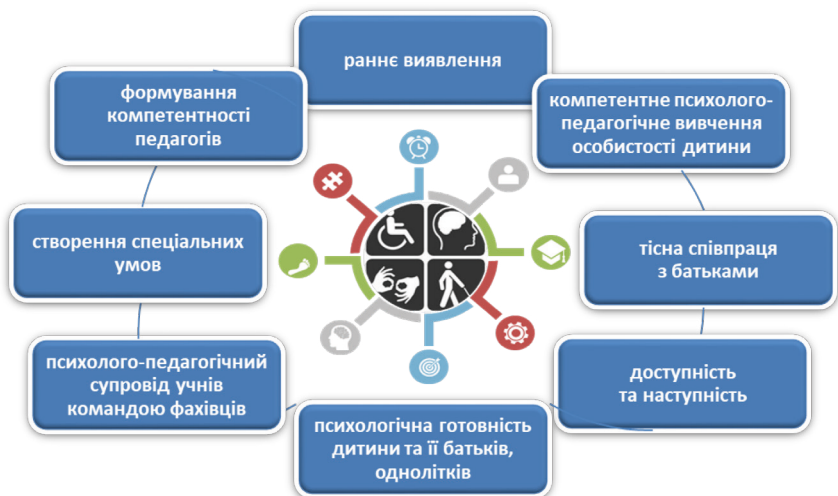 раннє виявлення
компетентне психолого-
педагогічне вивчення
особистості дитини
тісна співпраця
з батьками
доступність
та наступність
психологічна готовність
дитини та її батьків,
однолітків
психолого-педагогічний
супровід учнів
командою фахівців
створення спеціальних
умов
формування
компетентності
педагогів